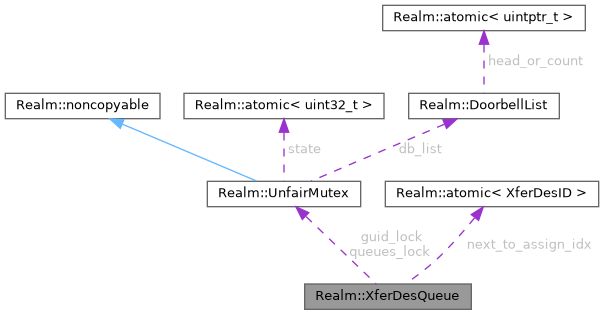 Realm::atomic< uintptr_t >
head_or_count
Realm::noncopyable
Realm::atomic< uint32_t >
Realm::DoorbellList
state
db_list
Realm::UnfairMutex
Realm::atomic< XferDesID >
guid_lock
queues_lock
next_to_assign_idx
Realm::XferDesQueue